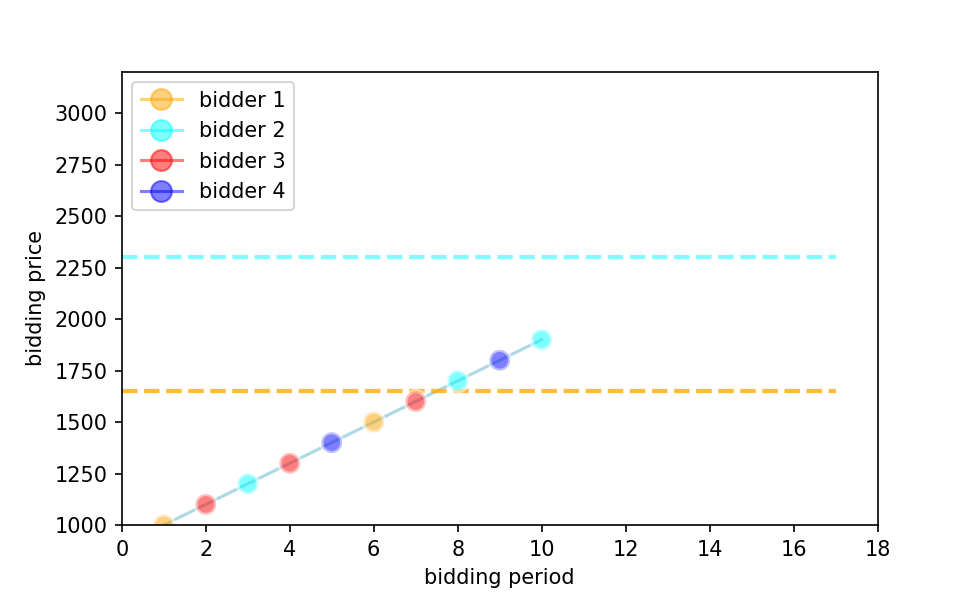 bidder 1
bidder 2
bidder 3
bidder 4
3000
2750
2500
2250
2000
1750
1500
1250
1000
bidding price
0 2 4 6 8 10 12 14 16 18
bidding period